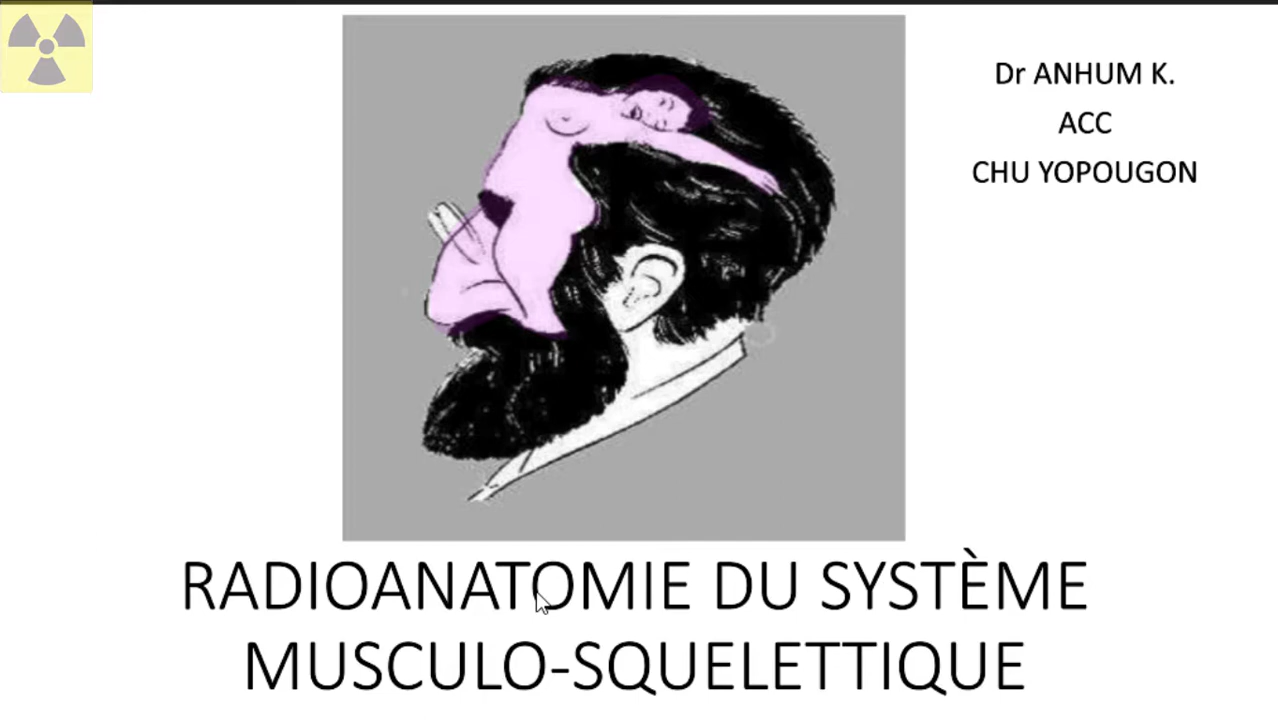 Dr ANHUM K.
ACC
CHU YOPOUGON
RADIOANATOMIE DU SYSTÈME
MUSCULO-SQUELETTIQUE